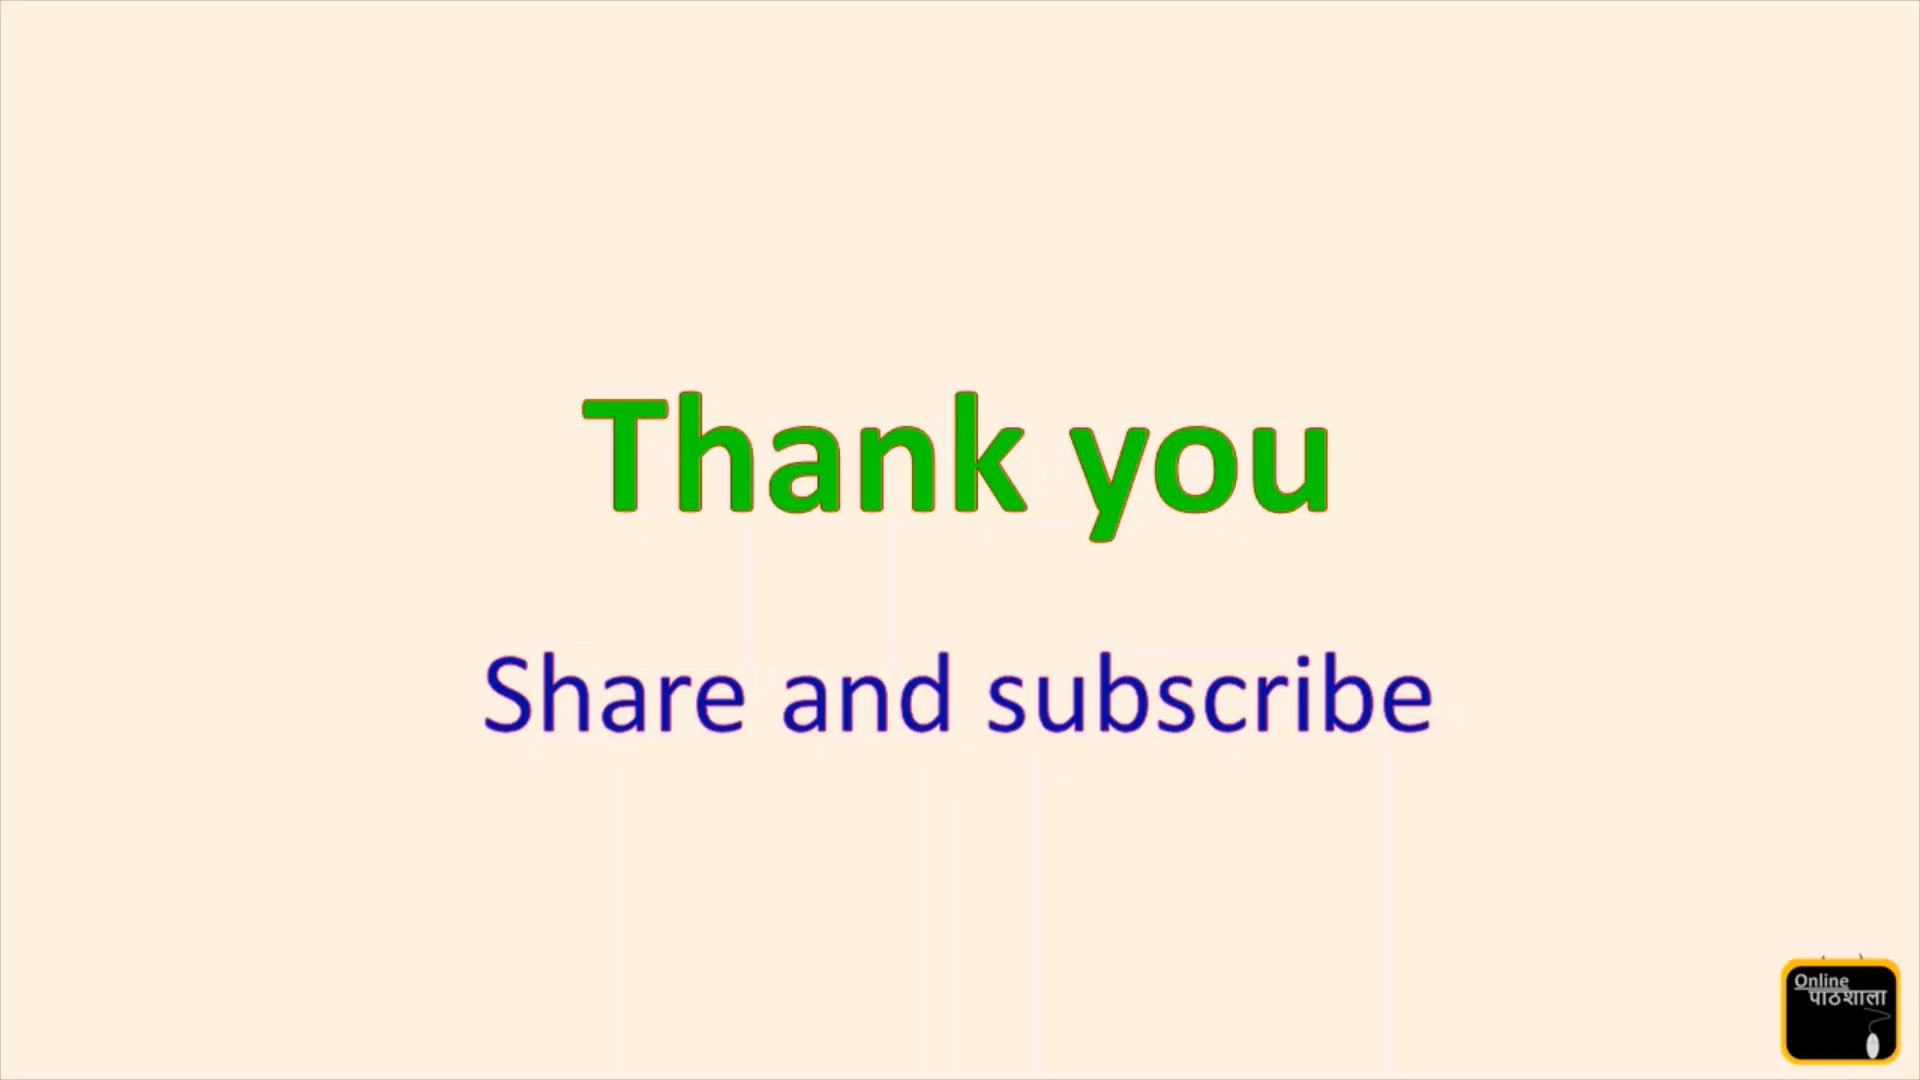 Thank you
Share and subscribe
Online
पाठशाला